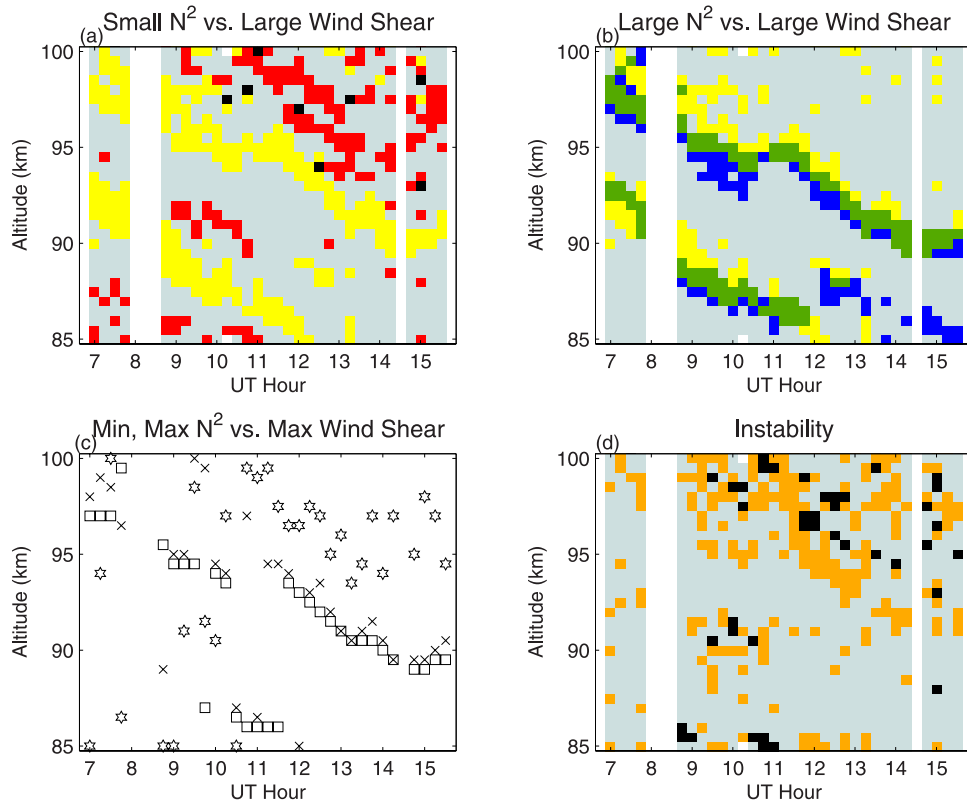 Small N² vs. Large Wind Shear
(a)
100
95
90
85
Altitude (km)
7 8 9 10 11 12 13 14 15
UT Hour
Large N² vs. Large Wind Shear
(b)
100
95
90
85
Altitude (km)
7 8 9 10 11 12 13 14 15
UT Hour
Min, Max N² vs. Max Wind Shear
(c)
100
95
90
85
Altitude (km)
7 8 9 10 11 12 13 14 15
UT Hour
Instability
(d)
100
95
90
85
Altitude (km)
7 8 9 10 11 12 13 14 15
UT Hour